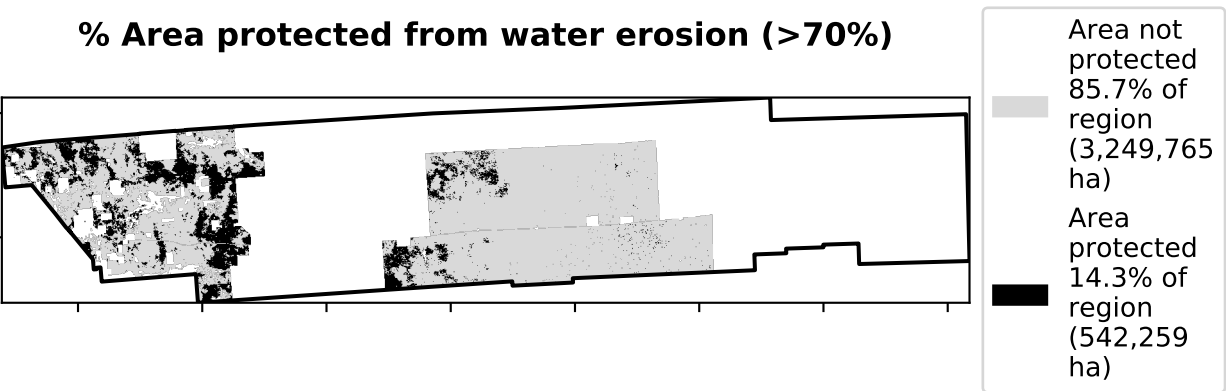 % Area protected from water erosion (>70%)
Area not
protected
85.7% of
region
(3,249,765
ha)
Area
protected
14.3% of
region
(542,259
ha)